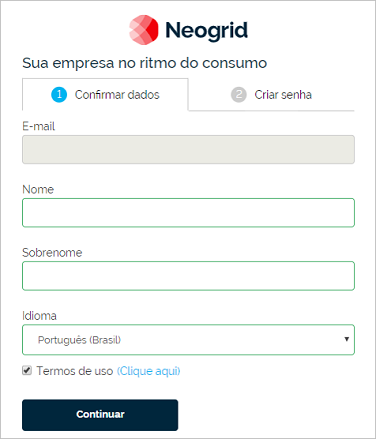 Neogrid
Sua empresa no ritmo do consumo
1 Confirmar dados
2 Criar senha
E-mail
Nome
Sobrenome
Idioma
Português (Brasil)
Termos de uso (Clique aqui)
Continuar